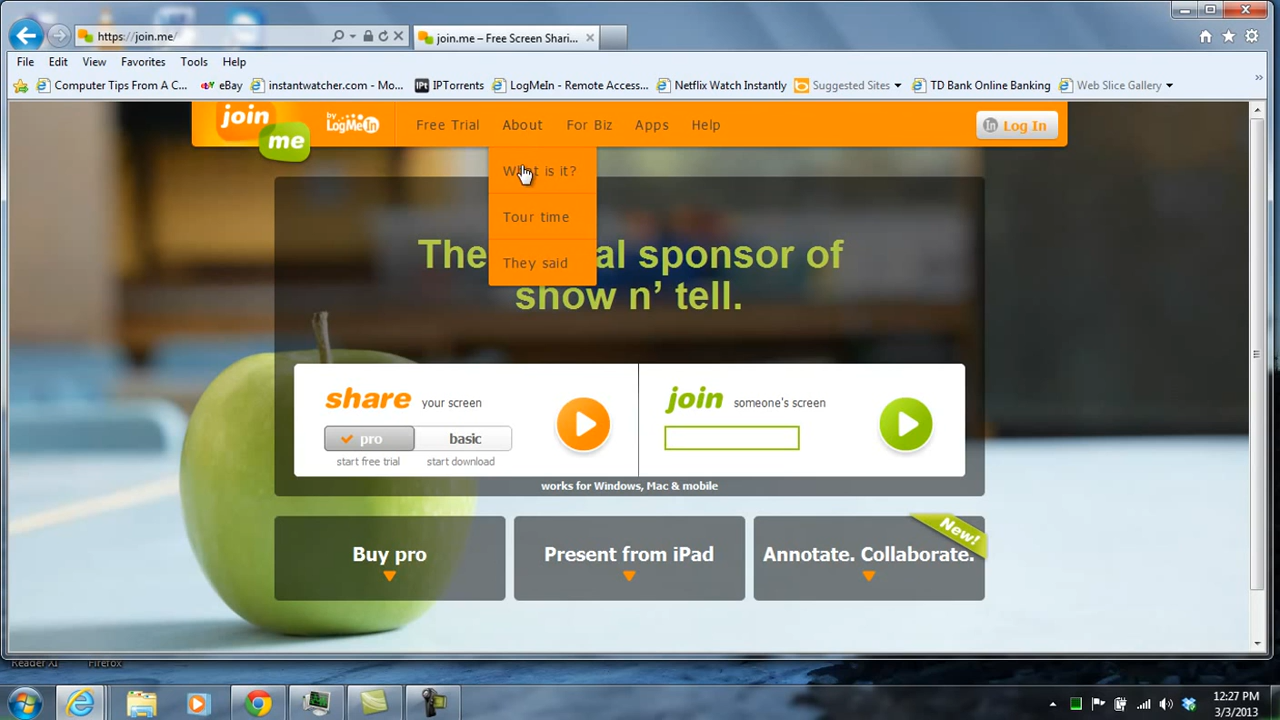 https://join.me/
join.me – Free Screen Shari...
File Edit View Favorites Tools Help
Computer Tips From A C... eBay instantwatcher.com - Mo... IPTorrents LogMeIn - Remote Access... Netflix Watch Instantly Suggested Sites TD Bank Online Banking Web Slice Gallery
join me by LogMeIn Free Trial About For Biz Apps Help Log In
What is it?
Tour time
They said
The al sponsor of
show n' tell.
share your screen
pro basic
start free trial start download
join someone's screen
works for Windows, Mac & mobile
Buy pro
Present from iPad
New!
Annotate. Collaborate.
Reader XI Firefox
12:27 PM
3/3/2013